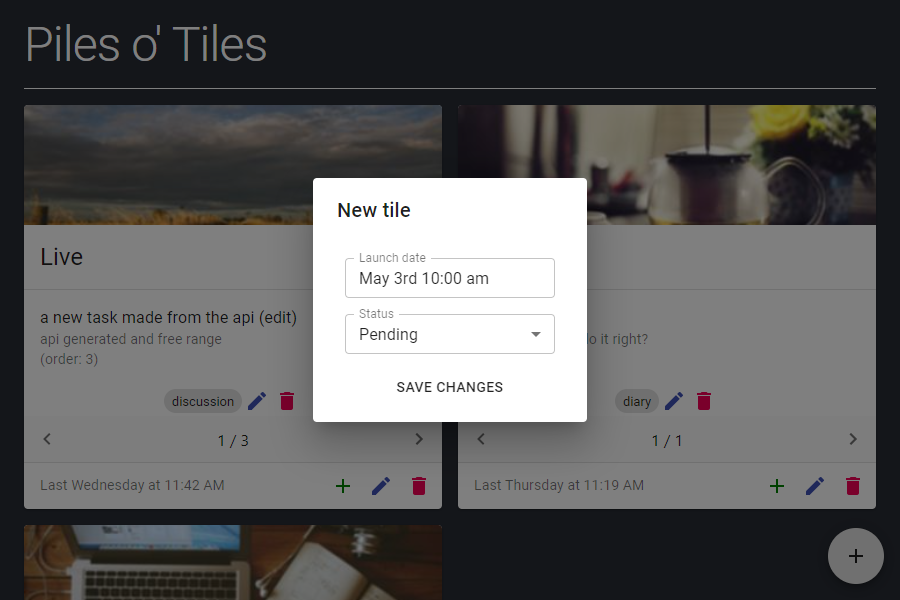 Piles o' Tiles
New tile
Launch date
May 3rd 10:00 am
Status
Pending
SAVE CHANGES
Live
a new task made from the api (edit)
api generated and free range
(order: 3)
discussion
1 / 3
Last Wednesday at 11:42 AM
do it right?
diary
1 / 1
Last Thursday at 11:19 AM